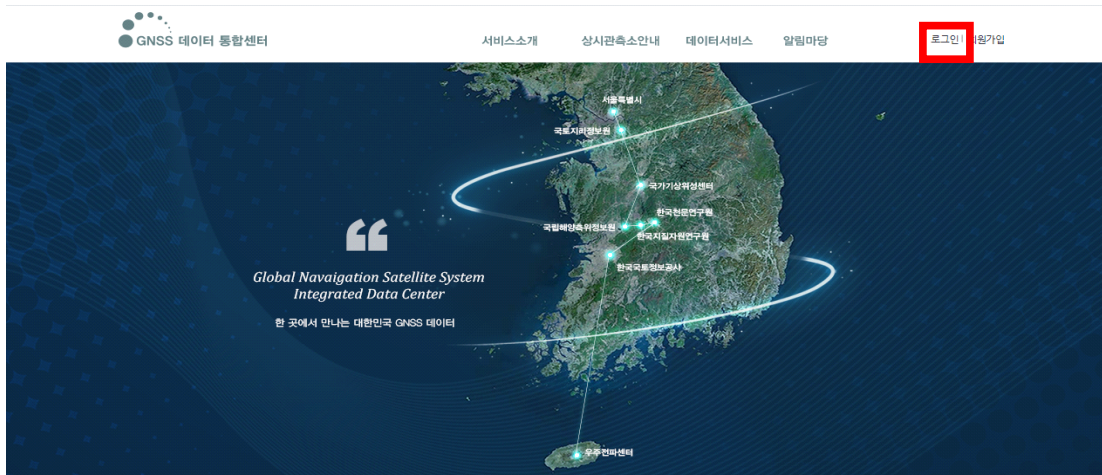 GNSS 데이터 통합센터
서비스소개 상시관측소안내 데이터서비스 알림마당
로그인 | 회원가입
서울특별시
국토지리정보원
국가기상위성센터
한국천문연구원
국립해양측위정보원
한국지질자원연구원
한국국토정보공사
Global Navaigation Satellite System
Integrated Data Center
한 곳에서 만나는 대한민국 GNSS 데이터
우주전파센터